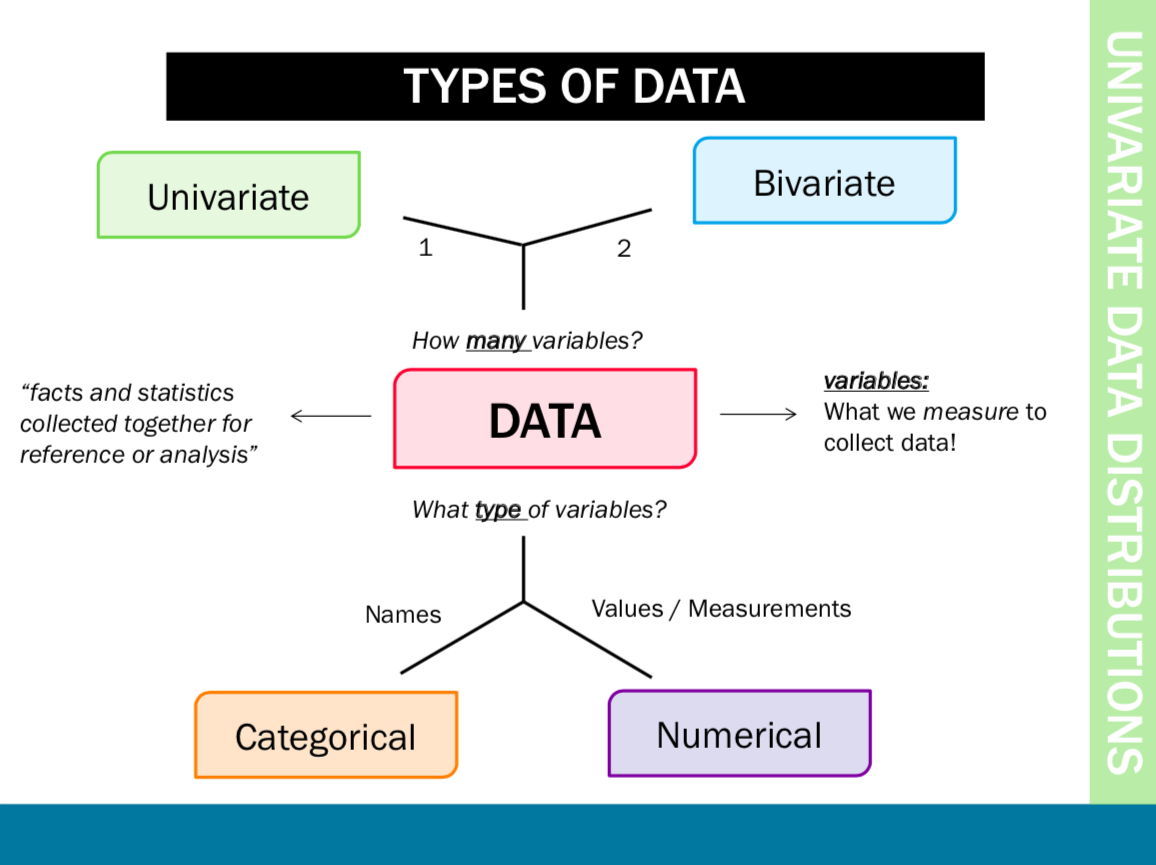 TYPES OF DATA
Univariate
Bivariate
1
2
How many variables?
"facts and statistics
collected together for
reference or analysis"
DATA
variables:
What we measure to
collect data!
What type of variables?
Names
Values / Measurements
Categorical
Numerical
UNIVARIATE DATA DISTRIBUTIONS